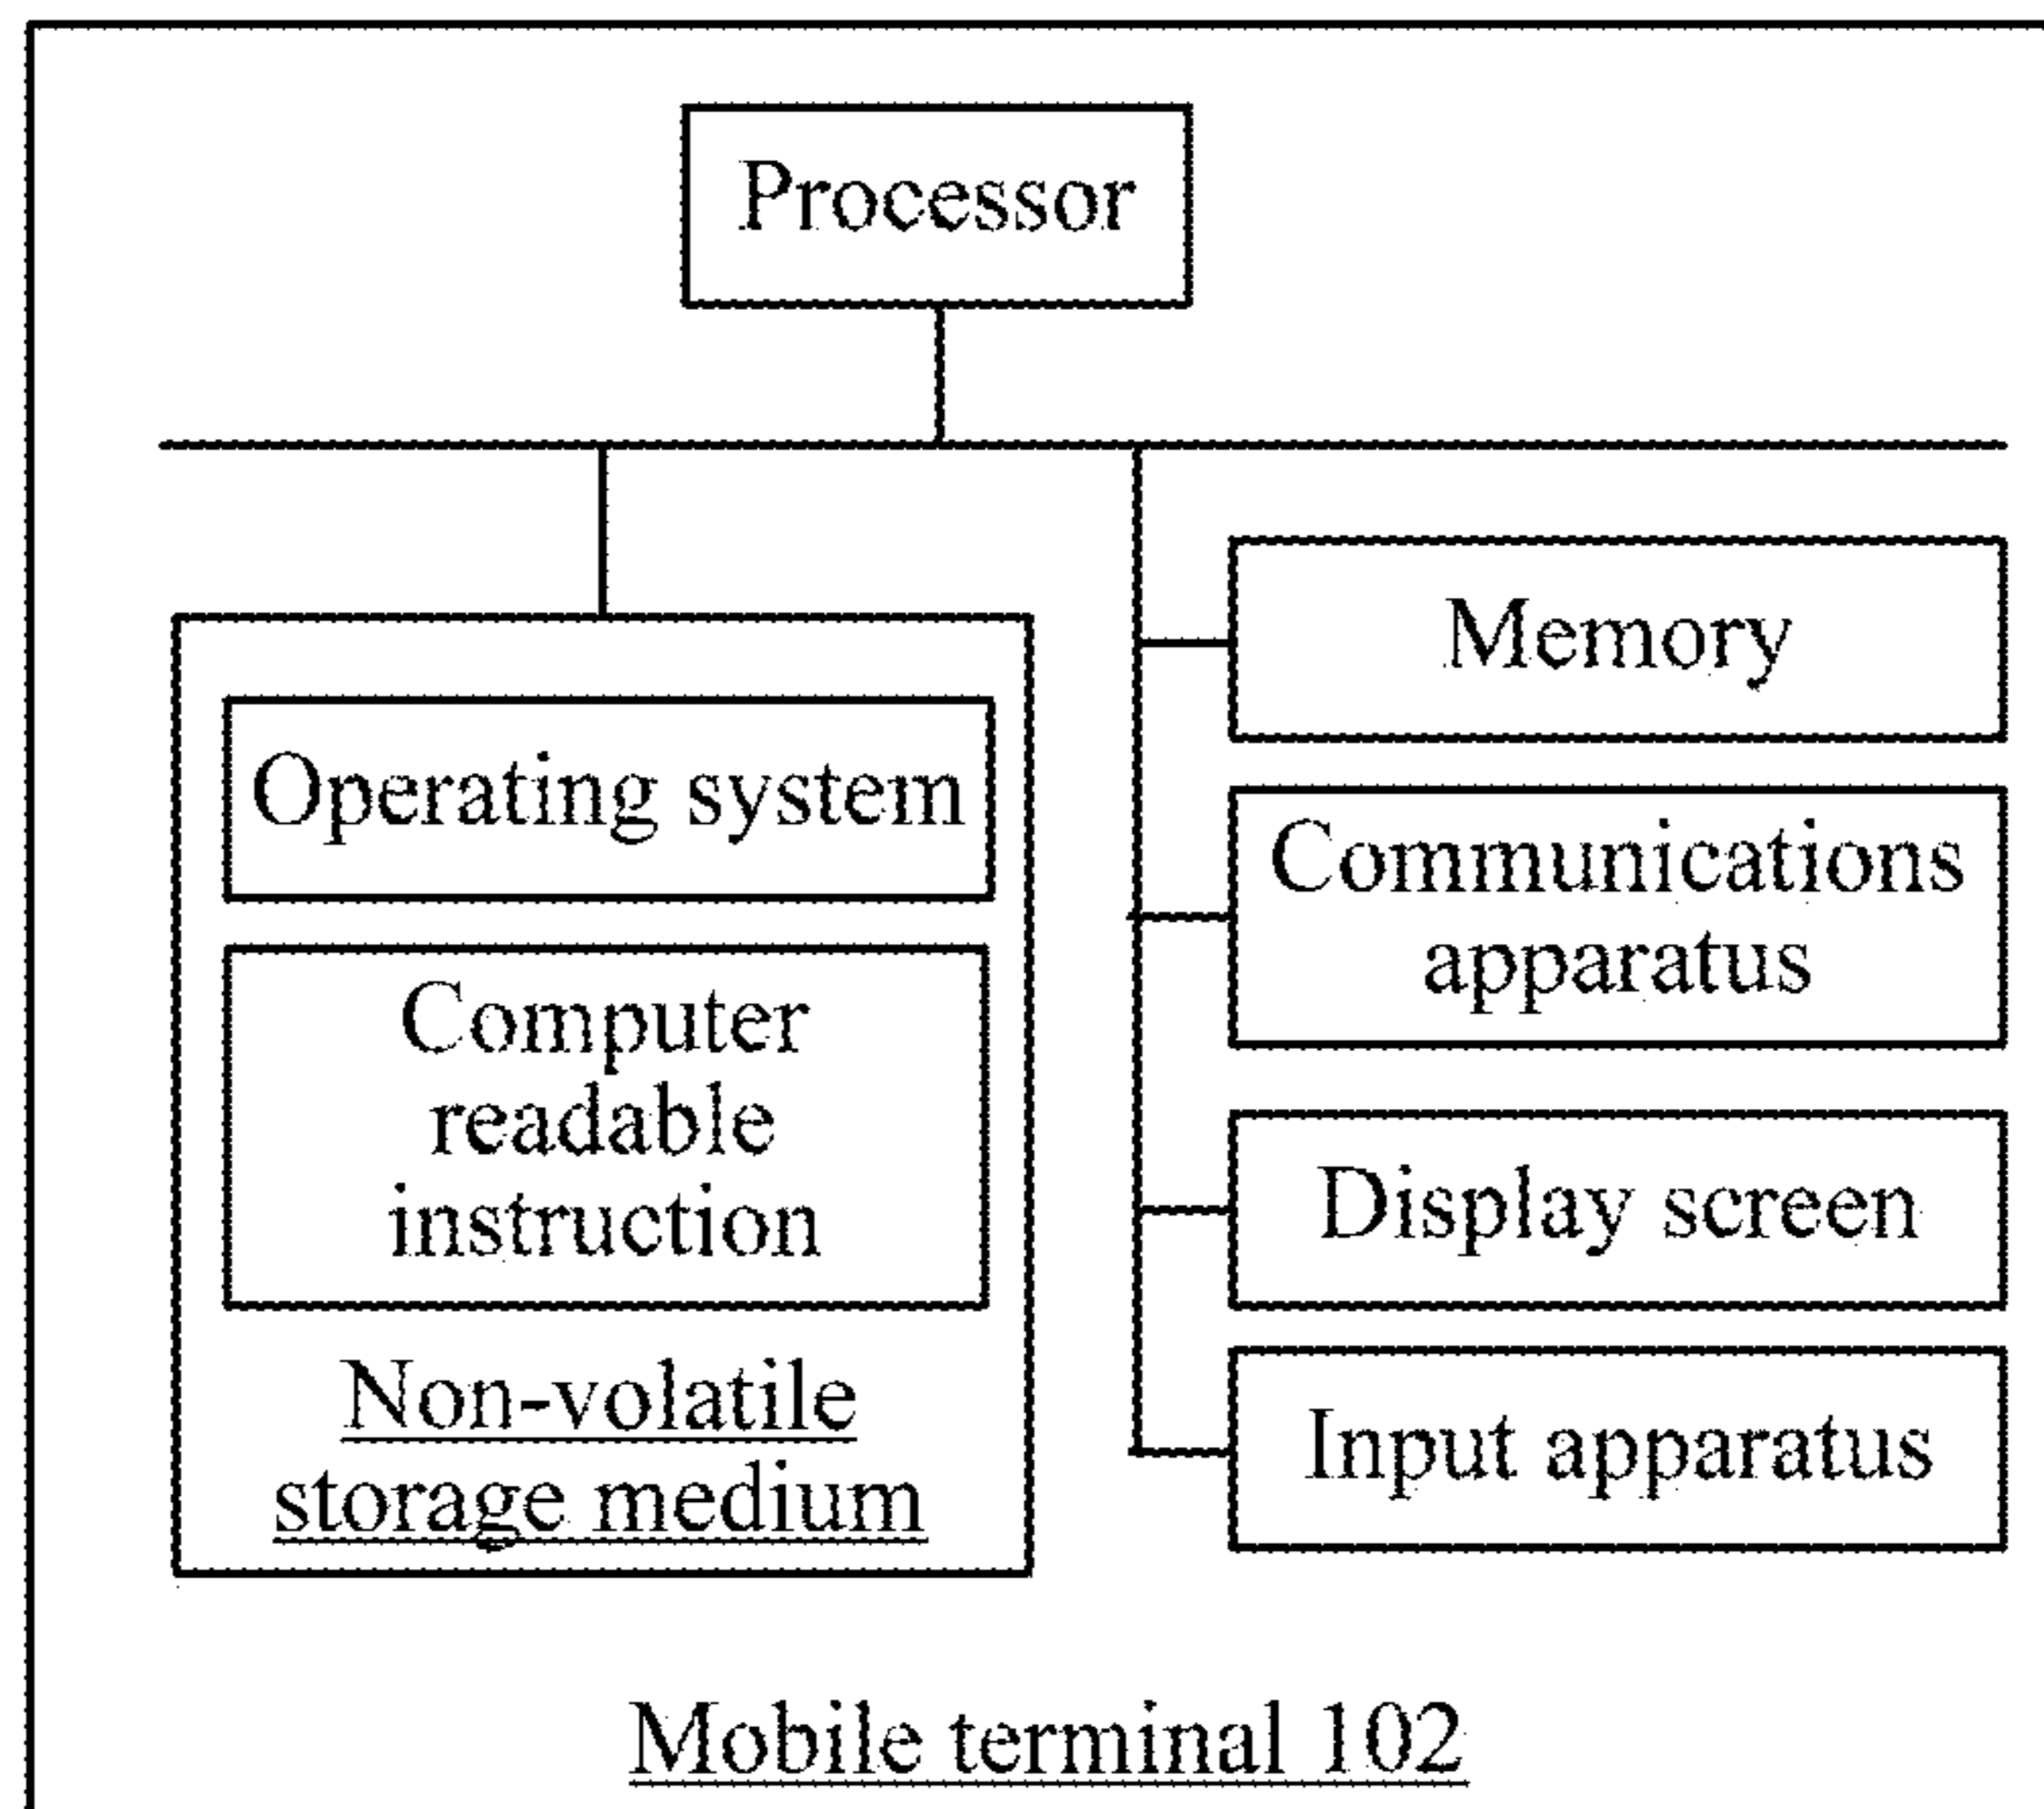 Processor
Operating system
Computer
readable
instruction
Non-volatile
storage medium
Memory
Communications
apparatus
Display screen
Input apparatus
Mobile terminal 102